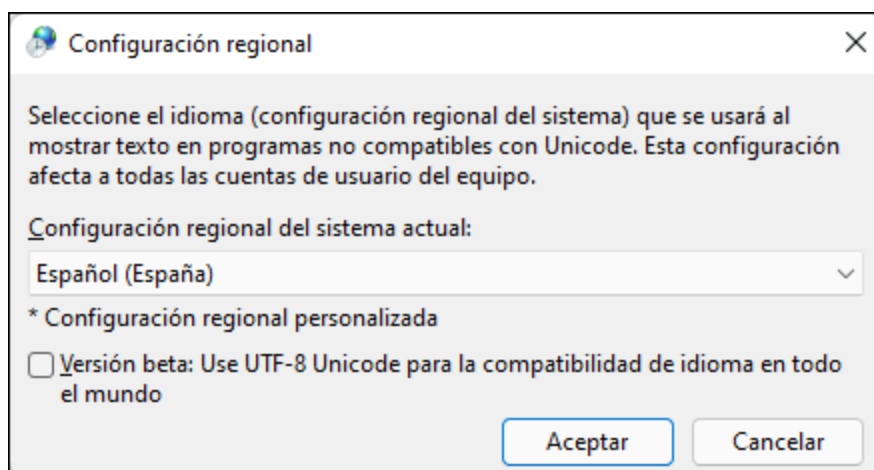 Configuración regional
Seleccione el idioma (configuración regional del sistema) que se usará al
mostrar texto en programas no compatibles con Unicode. Esta configuración
afecta a todas las cuentas de usuario del equipo.
Configuración regional del sistema actual:
Español (España)
* Configuración regional personalizada
Versión beta: Use UTF-8 Unicode para la compatibilidad de idioma en todo
el mundo
Aceptar Cancelar